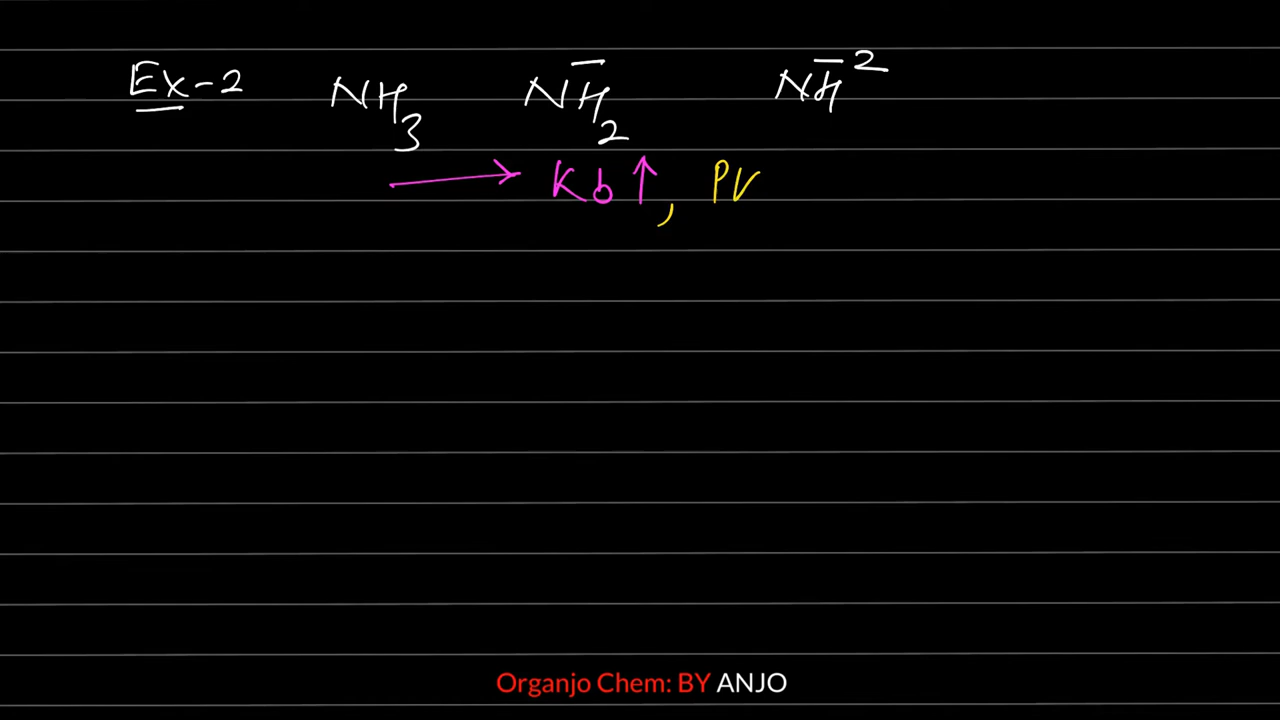 Ex-2 NH₃ NH₂⁻ NH⁻²
→ Kb↑, PV
Organjo Chem: BY ANJO